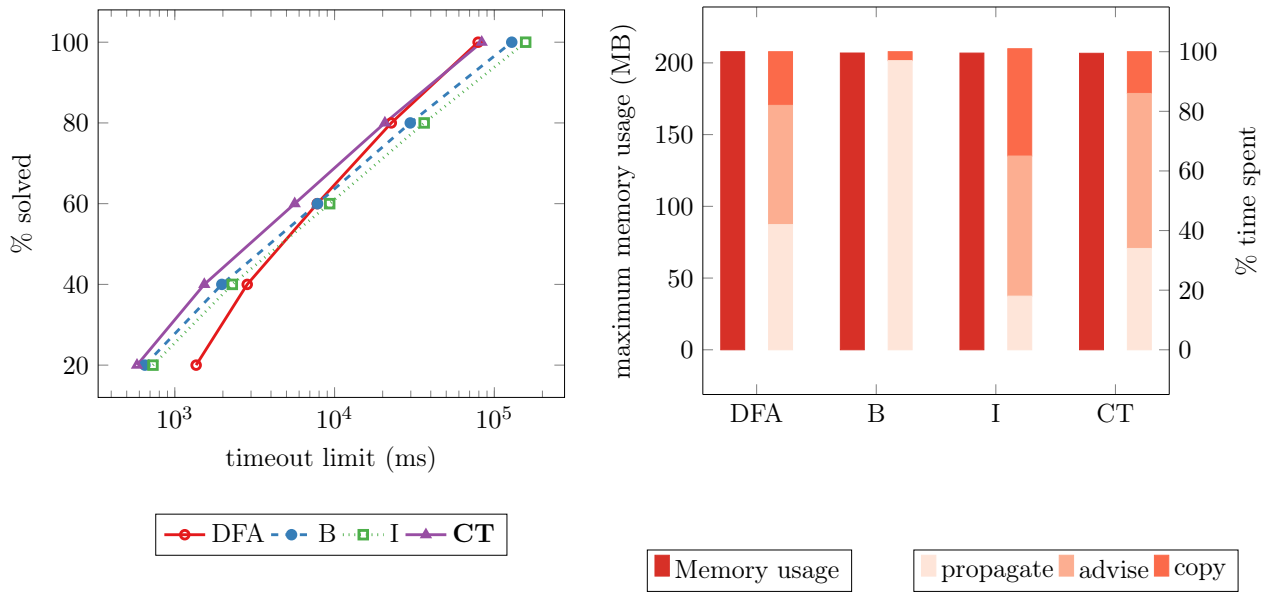 100
80
60
40
20
% solved
10^3
10^4
10^5
timeout limit (ms)
DFA B I CT
200
150
100
50
0
maximum memory usage (MB)
100
80
60
40
20
0
% time spent
DFA B I CT
Memory usage
propagate advise copy